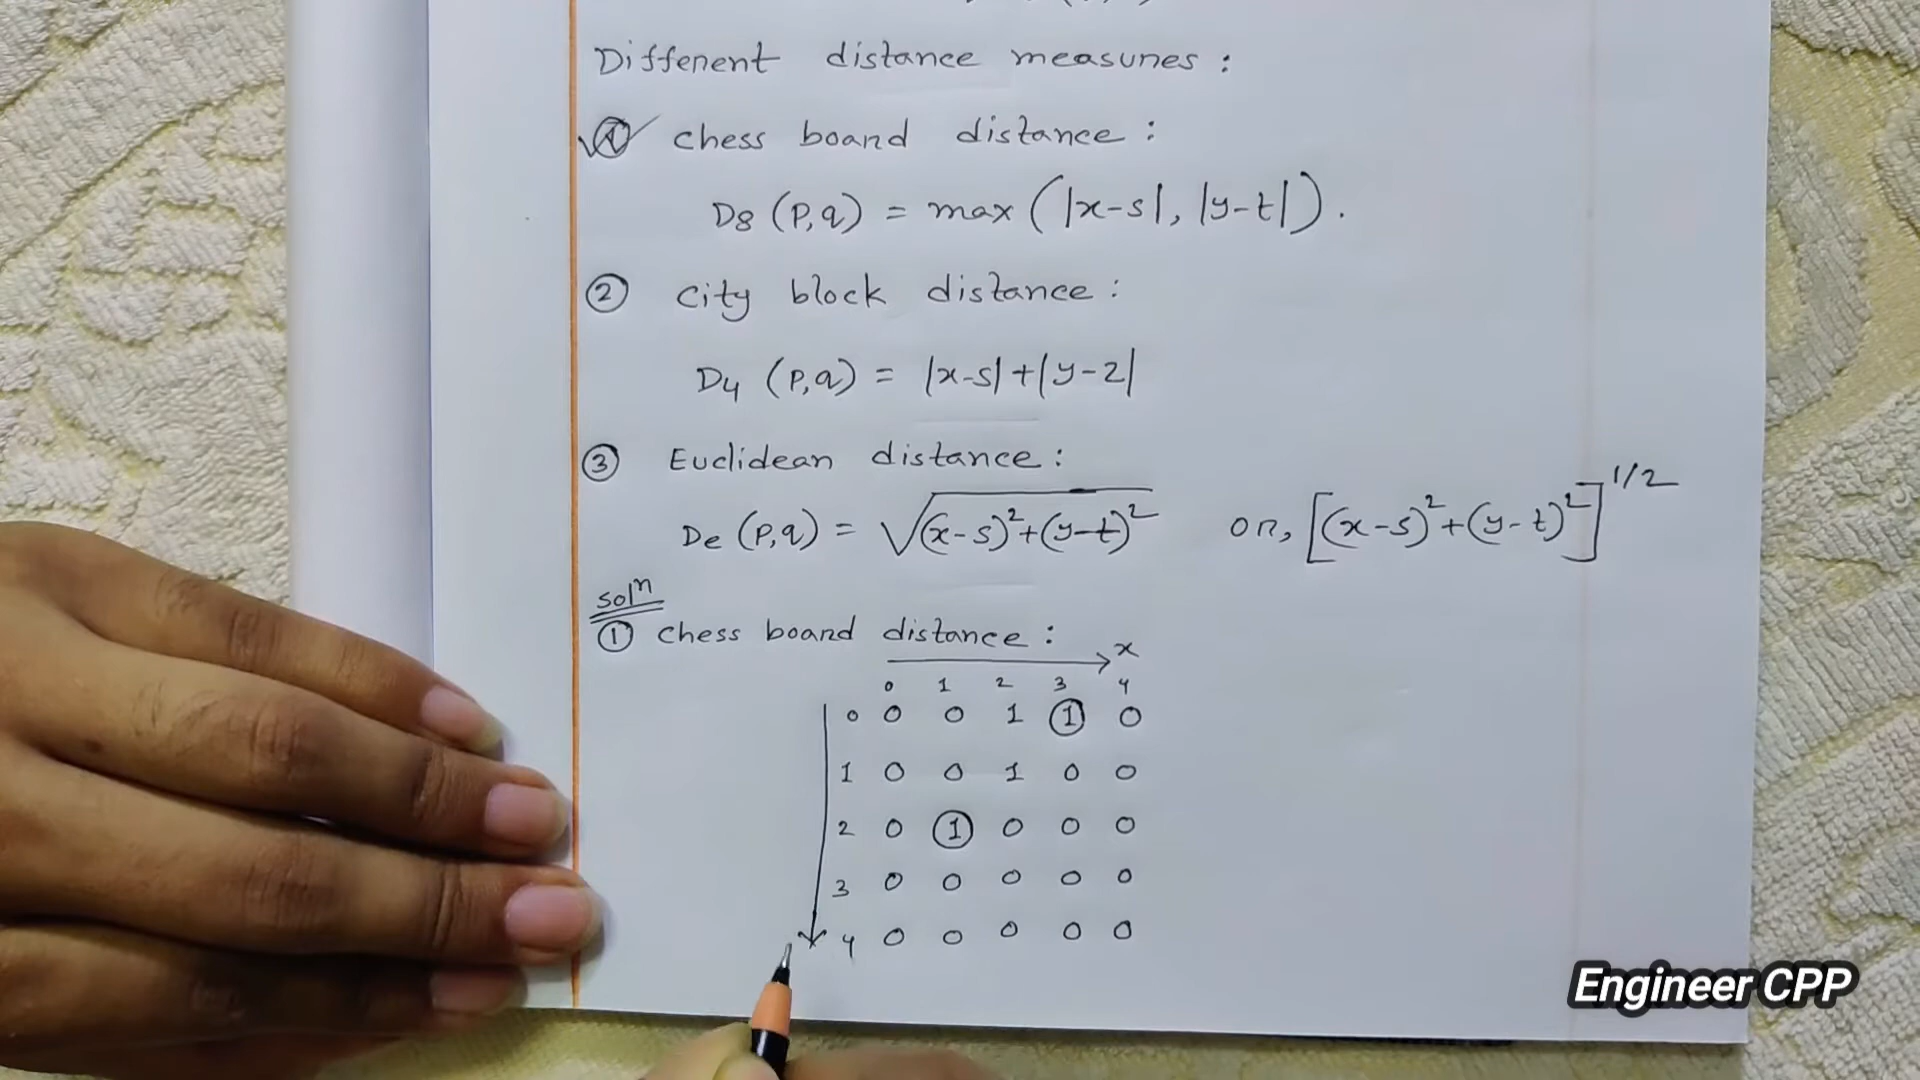 Different distance measures :
① chess board distance :
D8 (P,q) = max (|x-s|, |y-t|).
② city block distance :
D4 (P,q) = |x-s|+|y-2|
③ Euclidean distance :
De (P,q) = √(x-s)²+(y-t)² or, [(x-s)²+(y-t)²]^1/2
solⁿ
① chess board distance :
x
0 1 2 3 4
0 0 0 1 ① 0
1 0 0 1 0 0
2 0 ① 0 0 0
3 0 0 0 0 0
4 0 0 0 0 0
Engineer CPP